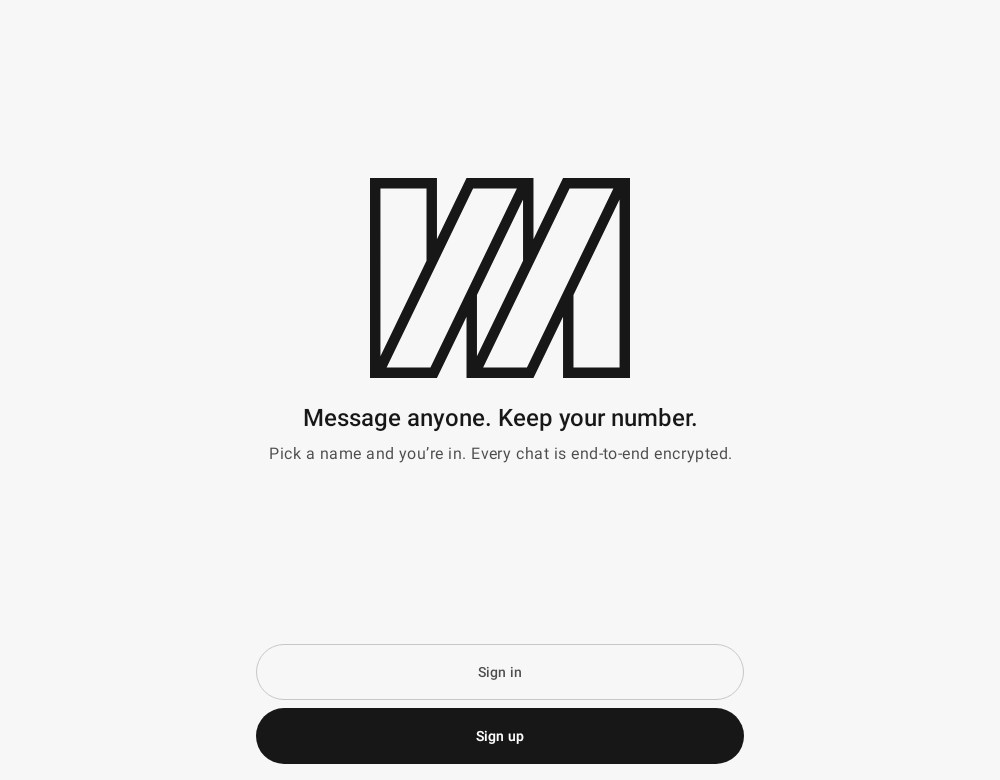 Message anyone. Keep your number.
Pick a name and you’re in. Every chat is end-to-end encrypted.
Sign in
Sign up